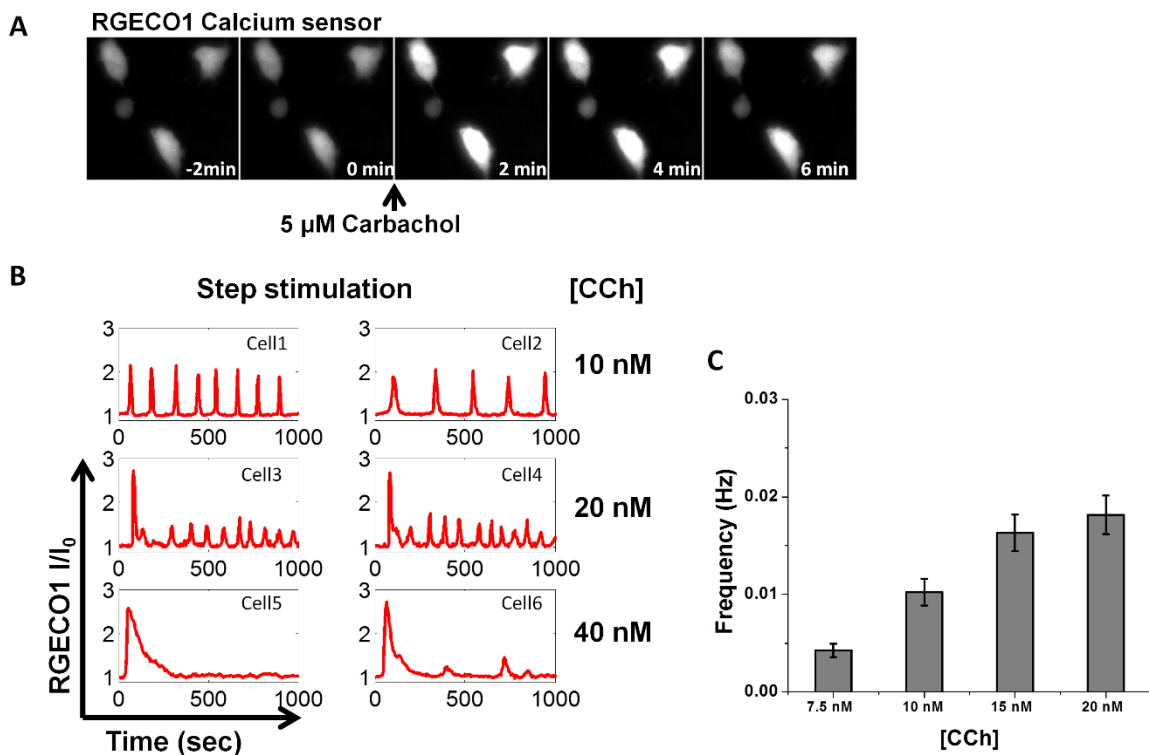 A
RGECO1 Calcium sensor
-2min
0 min
2 min
4 min
6 min
5 µM Carbachol
B
Step stimulation
[CCh]
3
2
1
Cell1
0
500
1000
3
2
1
Cell2
0
500
1000
10 nM
3
2
1
Cell3
0
500
1000
3
2
1
Cell4
0
500
1000
20 nM
3
2
1
Cell5
0
500
1000
3
2
1
Cell6
0
500
1000
40 nM
RGECO1 I/I0
Time (sec)
C
0.03
0.02
0.01
0.00
Frequency (Hz)
7.5 nM
10 nM
15 nM
20 nM
[CCh]